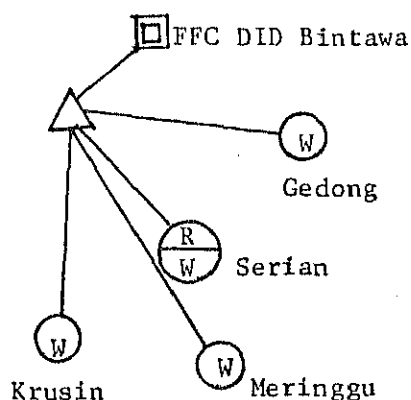 FFC DID Bintawa
W
Gedong
R
W Serian
W
W
Krusin
Meringgu